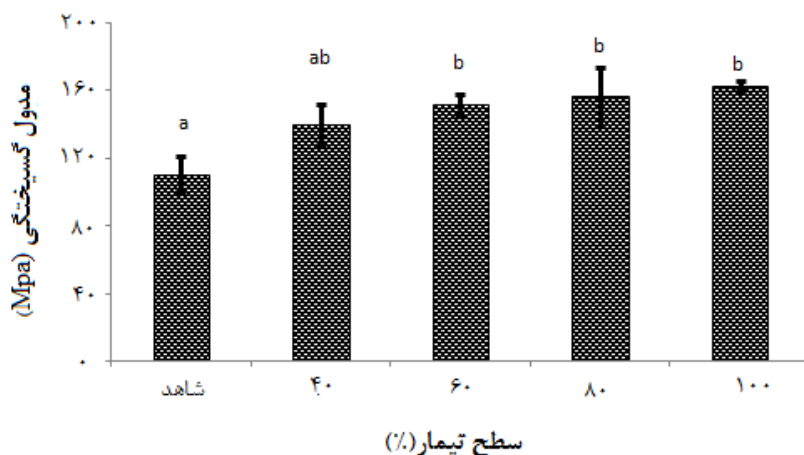 مدول گسیختگی (Mpa)
۲۰۰
۱۶۰
۱۲۰
۸۰
۴۰
۰
a
ab
b
b
b
شاهد
۴۰
۶۰
۸۰
۱۰۰
سطح تیمار(٪)